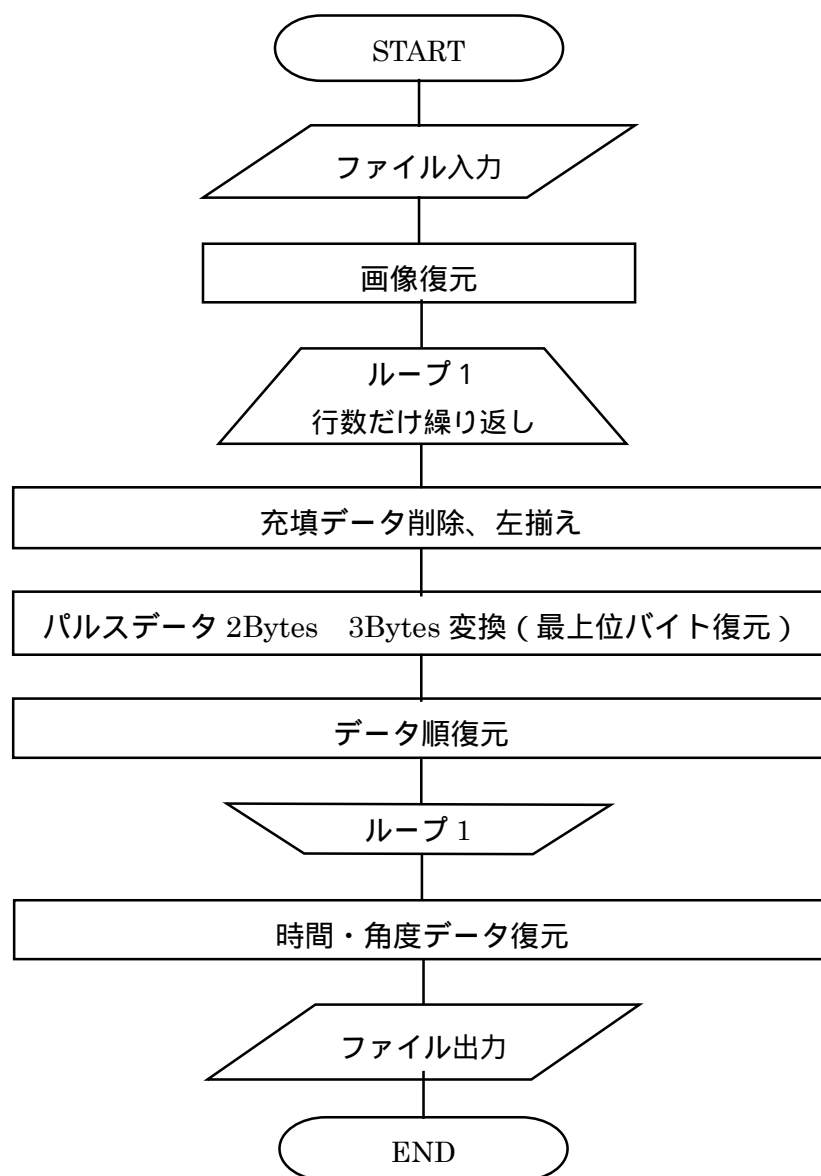 START
ファイル入力
画像復元
ループ 1
行数だけ繰り返し
充填データ削除、左揃え
パルスデータ 2Bytes　3Bytes 変換（最上位バイト復元）
データ順復元
ループ 1
時間・角度データ復元
ファイル出力
END